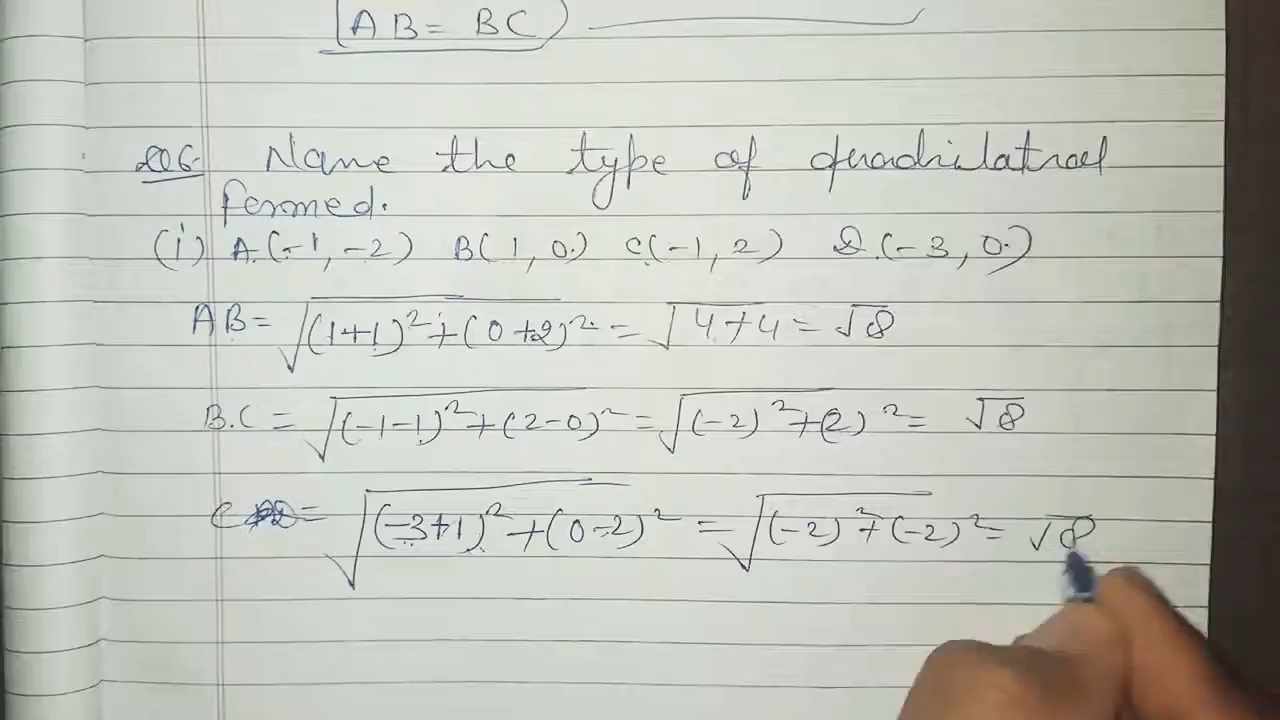 AB = BC
Q6. Name the type of quadrilatrael
formed.
(i) A.(-1, -2) B(1, 0) C(-1, 2) D.(-3, 0)
AB = √(1+1)²+(0+2)² = √4+4 = √8
B.C = √(-1-1)²+(2-0)² = √(-2)²+(2)² = √8
C = √(-3+1)²+(0-2)² = √(-2)²+(-2)² = √8